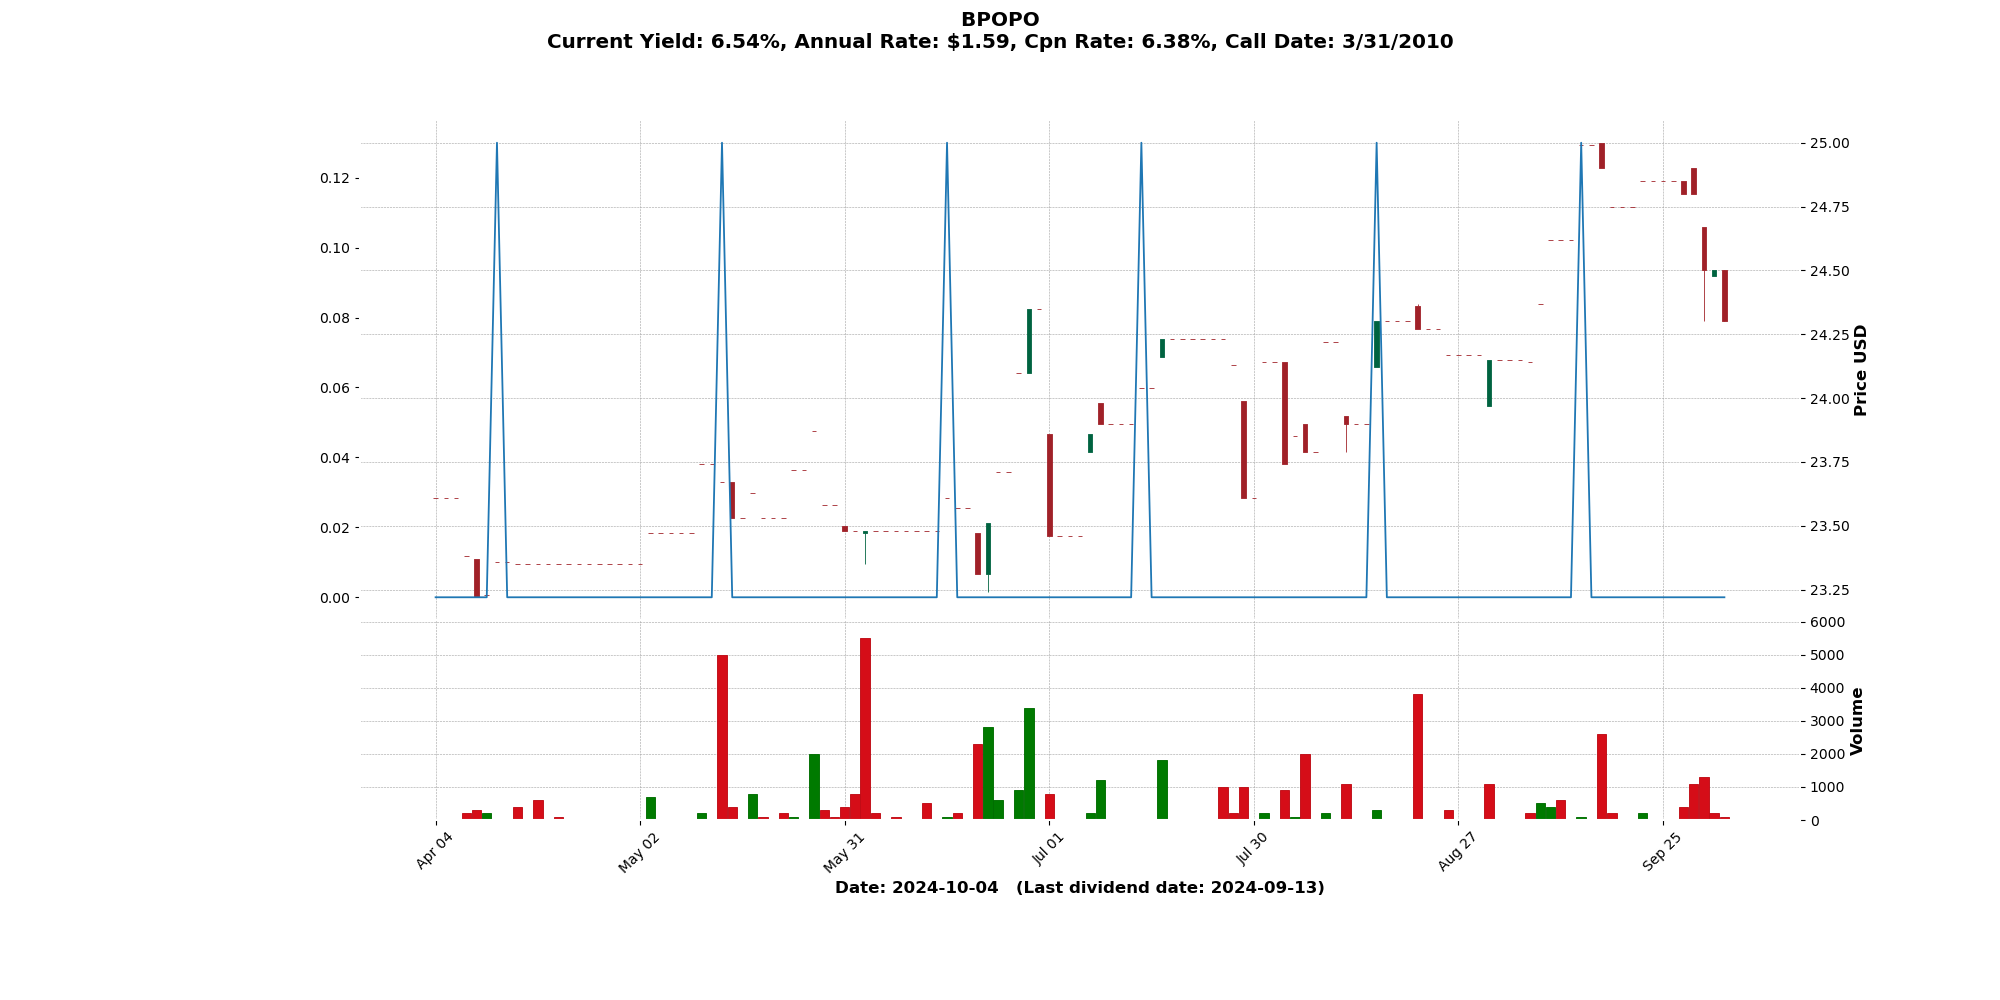 BPOPO
Current Yield: 6.54%, Annual Rate: $1.59, Cpn Rate: 6.38%, Call Date: 3/31/2010
0.12
0.10
0.08
0.06
0.04
0.02
0.00
25.00
24.75
24.50
24.25
24.00
23.75
23.50
23.25
Price USD
6000
5000
4000
3000
2000
1000
0
Volume
Apr 04
May 02
May 31
Jul 01
Jul 30
Aug 27
Sep 25
Date: 2024-10-04 (Last dividend date: 2024-09-13)